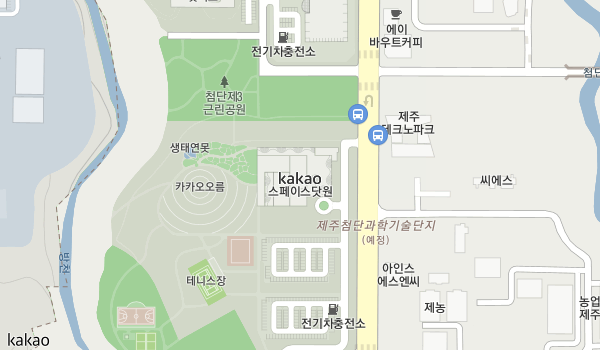 에이
바우트커피
전기차충전소
첨단
첨단제3
근린공원
제주
테크노파크
생태연못
kakao
스페이스닷원
카카오오름
씨에스
제주첨단과학기술단지
(예정)
방천
아인스
에스엔씨
테니스장
제농
농업
제주
전기차충전소
kakao